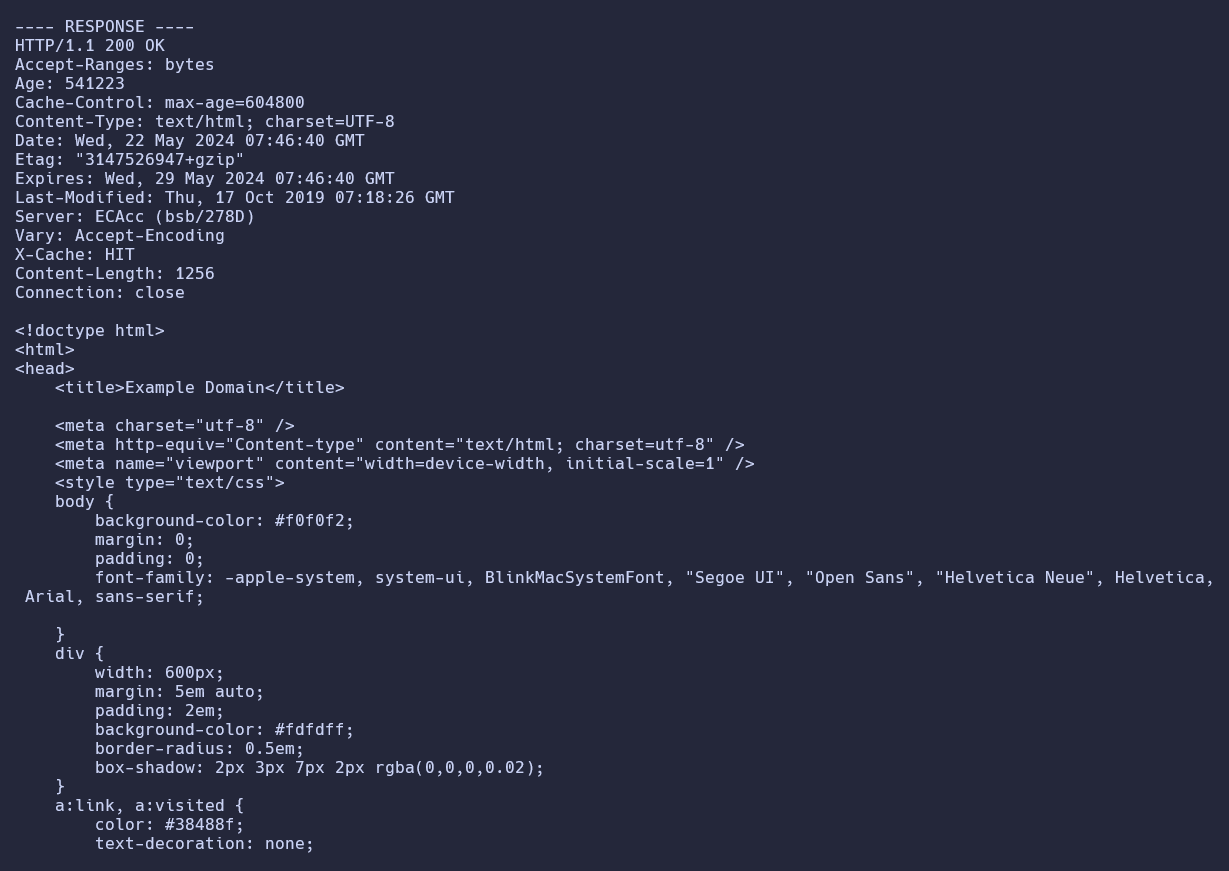 ---- RESPONSE ----
HTTP/1.1 200 OK
Accept-Ranges: bytes
Age: 541223
Cache-Control: max-age=604800
Content-Type: text/html; charset=UTF-8
Date: Wed, 22 May 2024 07:46:40 GMT
Etag: "3147526947+gzip"
Expires: Wed, 29 May 2024 07:46:40 GMT
Last-Modified: Thu, 17 Oct 2019 07:18:26 GMT
Server: ECAcc (bsb/278D)
Vary: Accept-Encoding
X-Cache: HIT
Content-Length: 1256
Connection: close

<!doctype html>
<html>
<head>
    <title>Example Domain</title>

    <meta charset="utf-8" />
    <meta http-equiv="Content-type" content="text/html; charset=utf-8" />
    <meta name="viewport" content="width=device-width, initial-scale=1" />
    <style type="text/css">
    body {
        background-color: #f0f0f2;
        margin: 0;
        padding: 0;
        font-family: -apple-system, system-ui, BlinkMacSystemFont, "Segoe UI", "Open Sans", "Helvetica Neue", Helvetica,
 Arial, sans-serif;

    }
    div {
        width: 600px;
        margin: 5em auto;
        padding: 2em;
        background-color: #fdfdff;
        border-radius: 0.5em;
        box-shadow: 2px 3px 7px 2px rgba(0,0,0,0.02);
    }
    a:link, a:visited {
        color: #38488f;
        text-decoration: none;